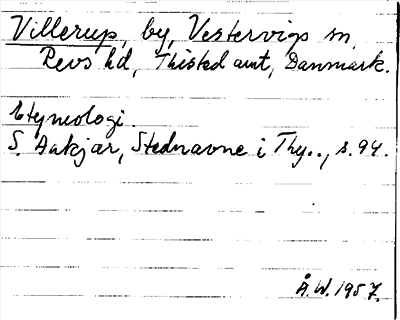 Villerup, by, Vestervigs sn,
Revs hd, Thisted amt, Danmark.
Etymologi.
S. Aakjær, Stednavne i Thy.., s. 94.
Å.W. 1957.